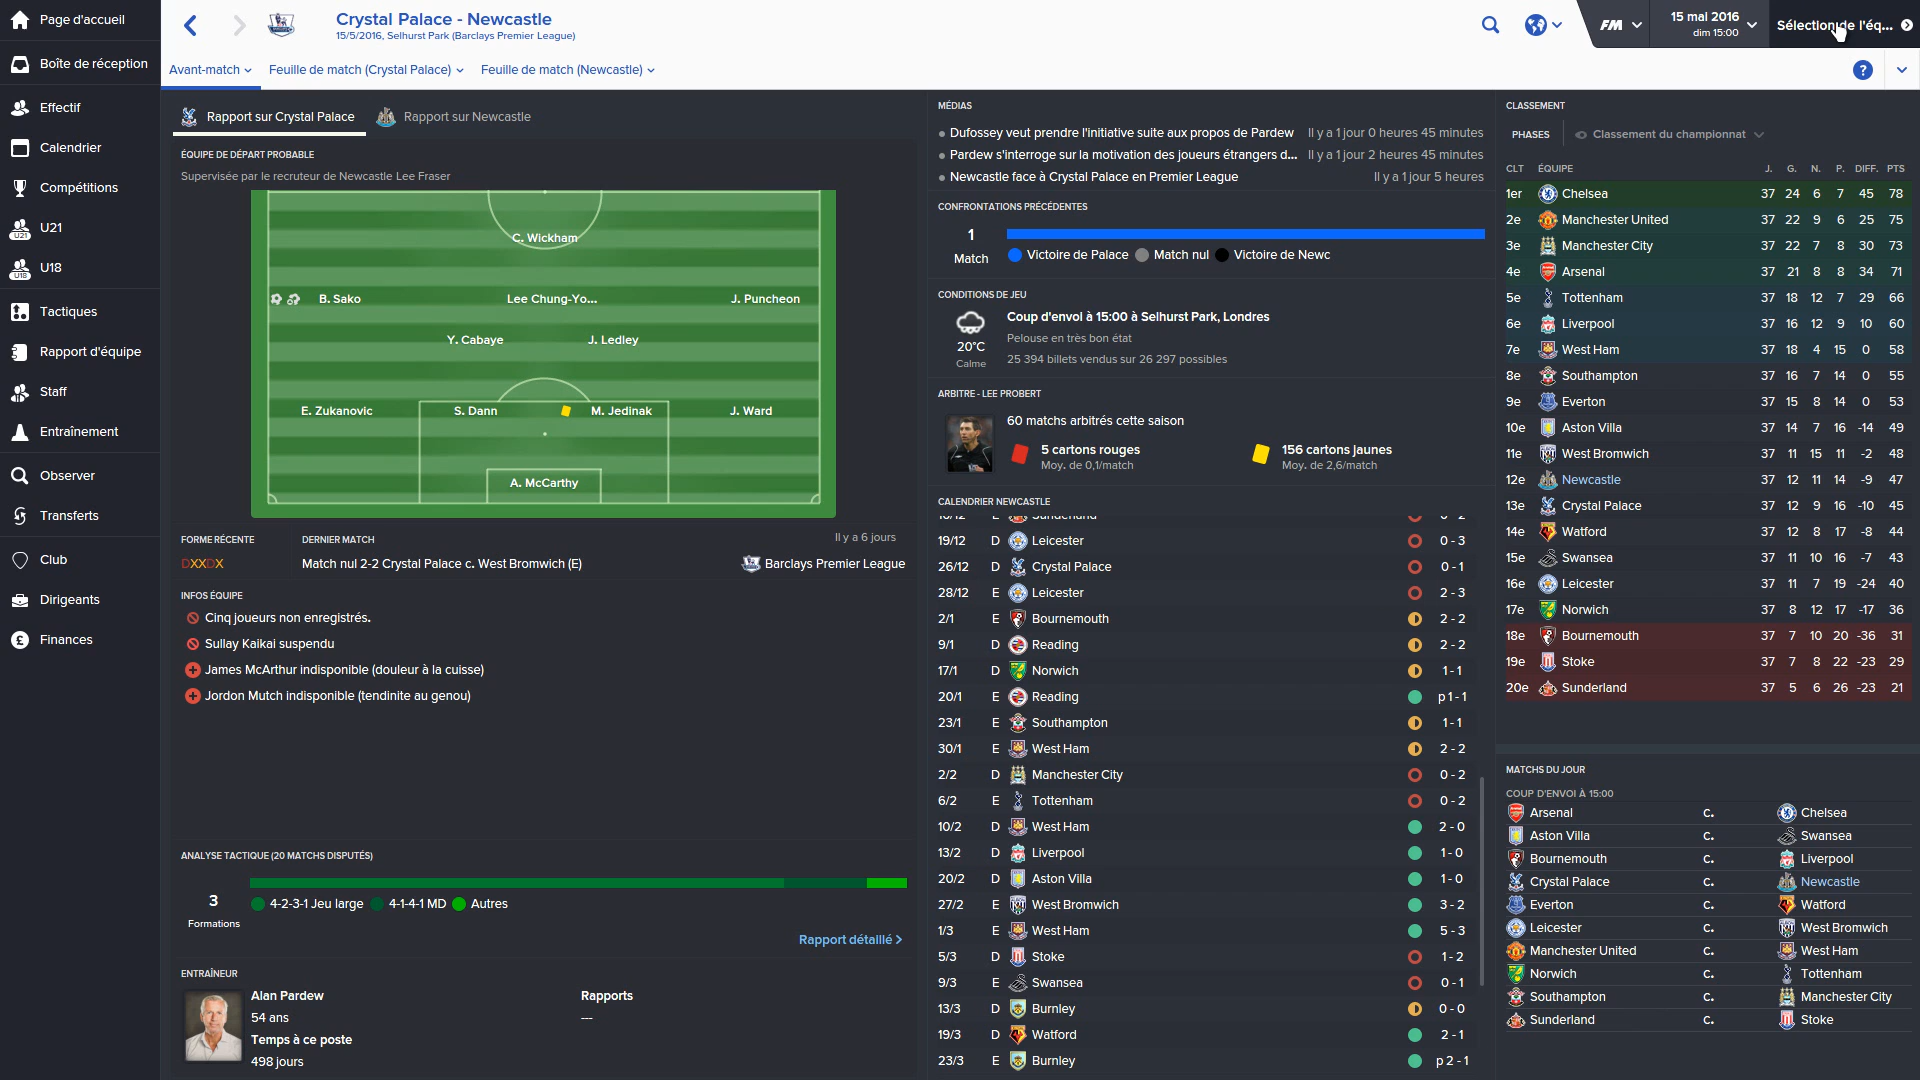 Page d'accueil
Boîte de réception
Effectif
Calendrier
Compétitions
U21
U18
Tactiques
Rapport d'équipe
Staff
Entraînement
Observer
Transferts
Club
Dirigeants
Finances
Crystal Palace - Newcastle
15/5/2016, Selhurst Park (Barclays Premier League)
FM
15 mai 2016
dim 15:00
Sélection de l'éq...
Avant-match
Feuille de match (Crystal Palace)
Feuille de match (Newcastle)
?
Rapport sur Crystal Palace
Rapport sur Newcastle
ÉQUIPE DE DÉPART PROBABLE
Supervisée par le recruteur de Newcastle Lee Fraser
C. Wickham
B. Sako
Lee Chung-Yo...
J. Puncheon
Y. Cabaye
J. Ledley
E. Zukanovic
S. Dann
M. Jedinak
J. Ward
A. McCarthy
FORME RÉCENTE
DXXDX
DERNIER MATCH
Il y a 6 jours
Match nul 2-2 Crystal Palace c. West Bromwich (E)
Barclays Premier League
INFOS ÉQUIPE
Cinq joueurs non enregistrés.
Sullay Kaikai suspendu
James McArthur indisponible (douleur à la cuisse)
Jordon Mutch indisponible (tendinite au genou)
ANALYSE TACTIQUE (20 MATCHS DISPUTÉS)
3
Formations
4-2-3-1 Jeu large
4-1-4-1 MD
Autres
Rapport détaillé >
ENTRAÎNEUR
Alan Pardew
54 ans
Temps à ce poste
498 jours
Rapports
---
MÉDIAS
Dufossey veut prendre l'initiative suite aux propos de Pardew Il y a 1 jour 0 heures 45 minutes
Pardew s'interroge sur la motivation des joueurs étrangers d... Il y a 1 jour 2 heures 45 minutes
Newcastle face à Crystal Palace en Premier League Il y a 1 jour 5 heures
CONFRONTATIONS PRÉCÉDENTES
1
Match
Victoire de Palace
Match nul
Victoire de Newc
CONDITIONS DE JEU
20°C
Calme
Coup d'envoi à 15:00 à Selhurst Park, Londres
Pelouse en très bon état
25 394 billets vendus sur 26 297 possibles
ARBITRE - LEE PROBERT
60 matchs arbitrés cette saison
5 cartons rouges
Moy. de 0,1/match
156 cartons jaunes
Moy. de 2,6/match
CALENDRIER NEWCASTLE
Sunderland
19/12 D Leicester 0 - 3
26/12 D Crystal Palace 0 - 1
28/12 E Leicester 2 - 3
2/1 E Bournemouth 2 - 2
9/1 D Reading 2 - 2
17/1 D Norwich 1 - 1
20/1 E Reading p 1 - 1
23/1 E Southampton 1 - 1
30/1 E West Ham 2 - 2
2/2 D Manchester City 0 - 2
6/2 E Tottenham 0 - 2
10/2 D West Ham 2 - 0
13/2 D Liverpool 1 - 0
20/2 D Aston Villa 1 - 0
27/2 E West Bromwich 3 - 2
1/3 E West Ham 5 - 3
5/3 D Stoke 1 - 2
9/3 E Swansea 0 - 1
13/3 D Burnley 0 - 0
19/3 D Watford 2 - 1
23/3 E Burnley p 2 - 1
CLASSEMENT
PHASES
Classement du championnat
CLT ÉQUIPE J. G. N. P. DIFF. PTS
1er Chelsea 37 24 6 7 45 78
2e Manchester United 37 22 9 6 25 75
3e Manchester City 37 22 7 8 30 73
4e Arsenal 37 21 8 8 34 71
5e Tottenham 37 18 12 7 29 66
6e Liverpool 37 16 12 9 10 60
7e West Ham 37 18 4 15 0 58
8e Southampton 37 16 7 14 0 55
9e Everton 37 15 8 14 0 53
10e Aston Villa 37 14 7 16 -14 49
11e West Bromwich 37 11 15 11 -2 48
12e Newcastle 37 12 11 14 -9 47
13e Crystal Palace 37 12 9 16 -10 45
14e Watford 37 12 8 17 -8 44
15e Swansea 37 11 10 16 -7 43
16e Leicester 37 11 7 19 -24 40
17e Norwich 37 8 12 17 -17 36
18e Bournemouth 37 7 10 20 -36 31
19e Stoke 37 7 8 22 -23 29
20e Sunderland 37 5 6 26 -23 21
MATCHS DU JOUR
COUP D'ENVOI À 15:00
Arsenal c. Chelsea
Aston Villa c. Swansea
Bournemouth c. Liverpool
Crystal Palace c. Newcastle
Everton c. Watford
Leicester c. West Bromwich
Manchester United c. West Ham
Norwich c. Tottenham
Southampton c. Manchester City
Sunderland c. Stoke